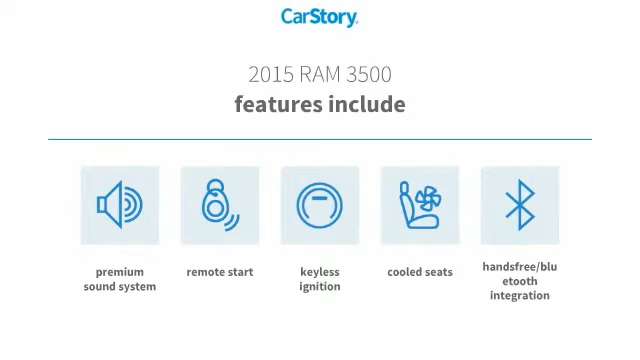 CarStory
2015 RAM 3500
features include
premium
sound system
remote start
keyless
ignition
cooled seats
handsfree/blu
etooth
integration